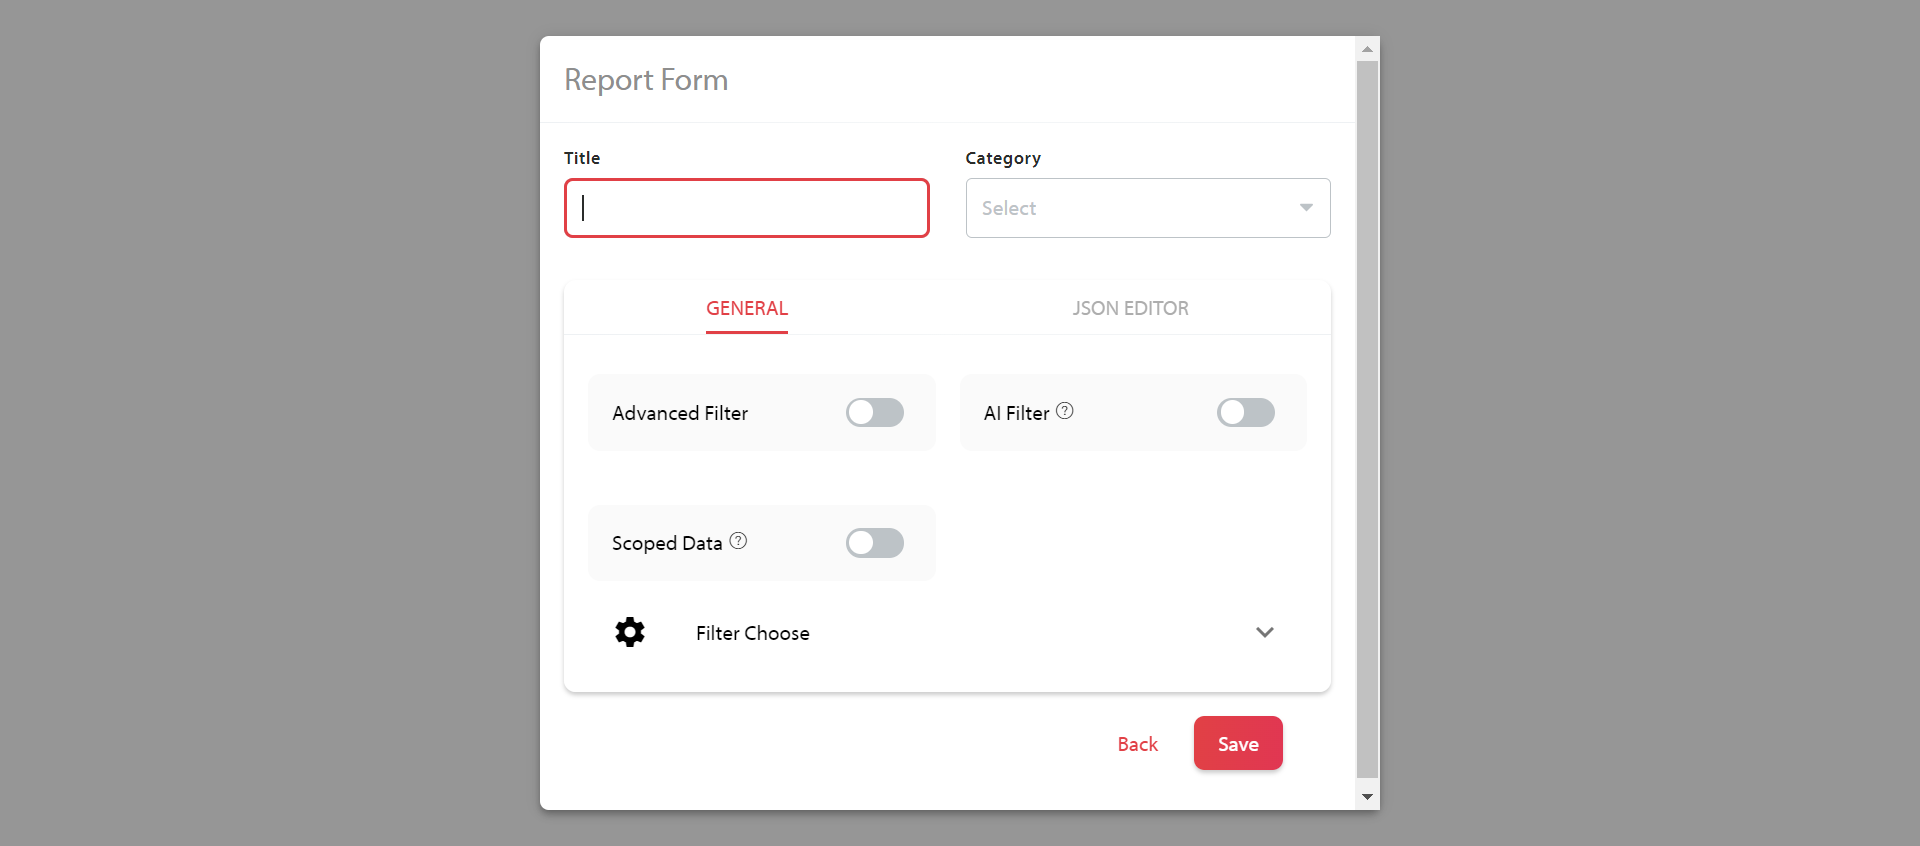 Report Form
Title
Category
Select
GENERAL
JSON EDITOR
Advanced Filter
AI Filter ?
Scoped Data ?
Filter Choose
Back
Save